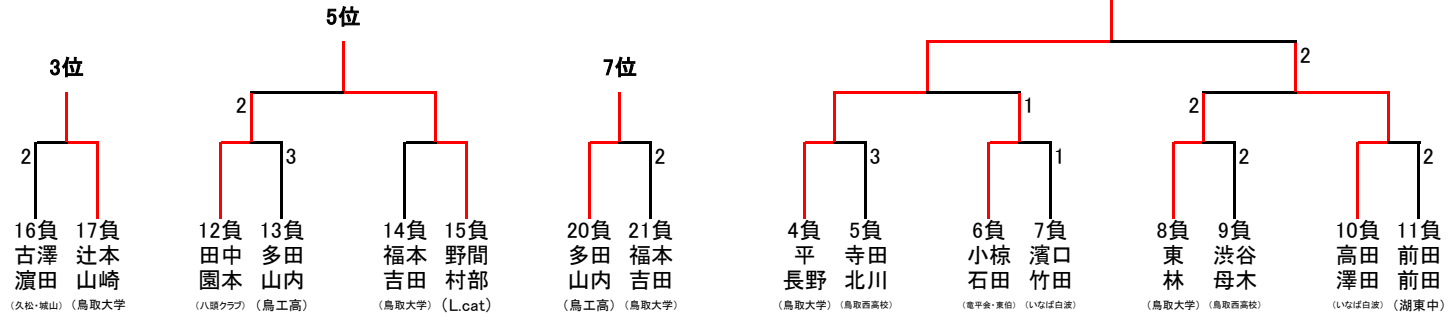 5位
3位
7位
2
2
2
1
2
2
3
2
3
1
2
2
16負 17負 12負 13負 14負 15負 20負 21負 4負 5負 6負 7負 8負 9負 10負 11負
古澤 辻本 田中 多田 福本 野間 多田 福本 平 寺田 小椋 濱口 東 渋谷 高田 前田
濵田 山崎 園本 山内 吉田 村部 山内 吉田 長野 北川 石田 竹田 林 母木 澤田 前田
(久松・城山) (鳥取大学 (八頭クラブ) (鳥工高) (鳥取大学) (L.cat) (鳥工高) (鳥取大学) (鳥取大学) (鳥取西高校) (竜平会・東伯) (いなば白波) (鳥取大学) (鳥取西高校) (いなば白波) (湖東中)